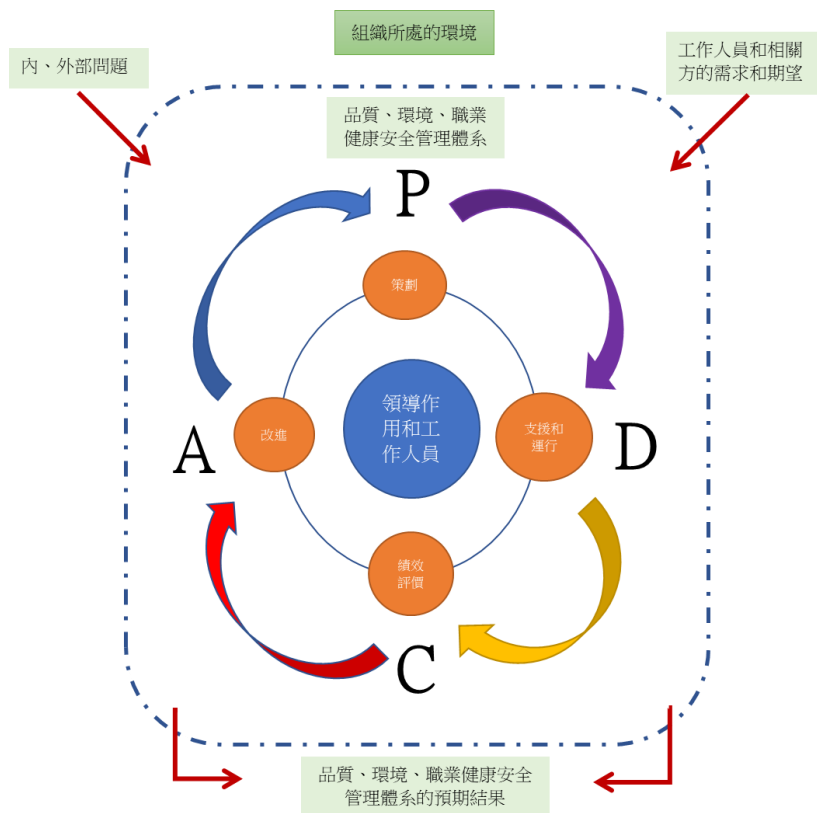 組織所處的環境
內、外部問題
工作人員和相關
方的需求和期望
品質、環境、職業
健康安全管理體系
P
策劃
領導作
用和工
作人員
A
改進
支援和
運行
D
績效
評價
C
品質、環境、職業健康安全
管理體系的預期結果